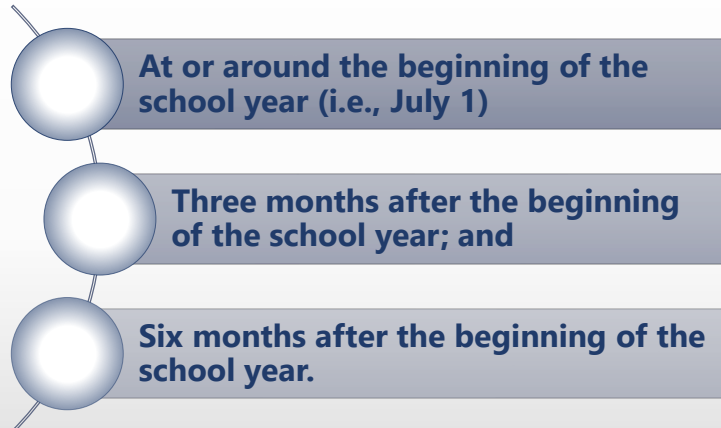 At or around the beginning of the
school year (i.e., July 1)
Three months after the beginning
of the school year; and
Six months after the beginning of the
school year.